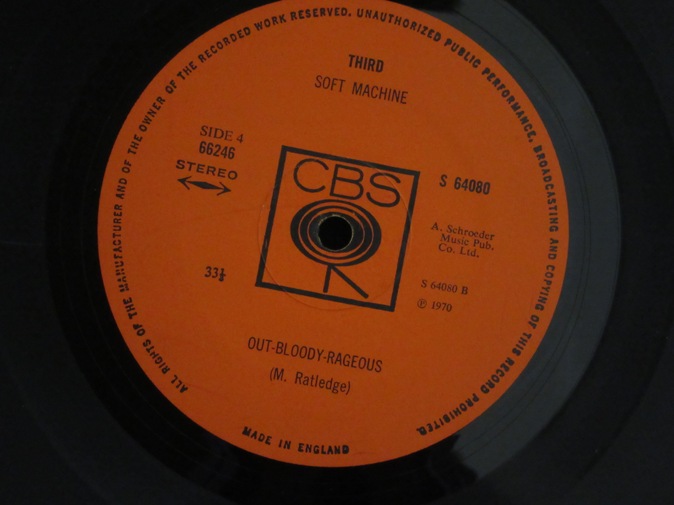 ALL RIGHTS OF THE MANUFACTURER AND OF THE OWNER OF THE RECORDED WORK RESERVED. UNAUTHORIZED PUBLIC PERFORMANCE, BROADCASTING AND COPYING OF THIS RECORD PROHIBITED.
THIRD
SOFT MACHINE
SIDE 4
66246
STEREO
CBS
S 64080
A. Schroeder
Music Pub.
Co. Ltd.
33⅓
S 64080 B
℗ 1970
OUT-BLOODY-RAGEOUS
(M. Ratledge)
MADE IN ENGLAND